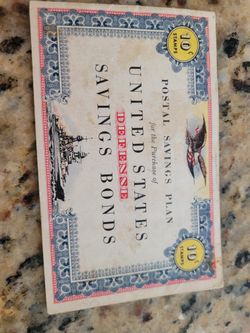 10¢
STAMPS
POSTAL SAVINGS PLAN
for the Purchase of
UNITED STATES
DEFENSE
SAVINGS BONDS
10¢
STAMPS